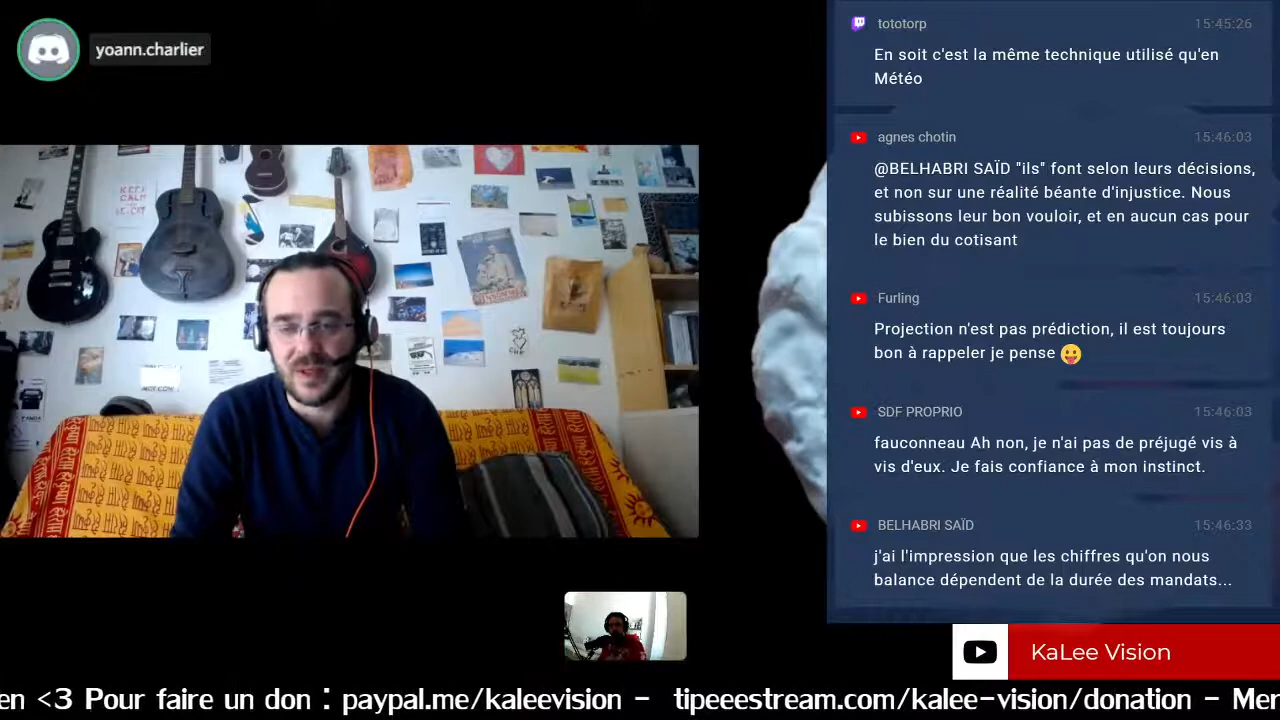 yoann.charlier
tototorp
15:45:26
En soit c'est la même technique utilisé qu'en
Météo
agnes chotin
15:46:03
@BELHABRI SAÏD "ils" font selon leurs décisions,
et non sur une réalité béante d'injustice. Nous
subissons leur bon vouloir, et en aucun cas pour
le bien du cotisant
Furling
15:46:03
Projection n'est pas prédiction, il est toujours
bon à rappeler je pense 😛
SDF PROPRIO
15:46:03
fauconneau Ah non, je n'ai pas de préjugé vis à
vis d'eux. Je fais confiance à mon instinct.
BELHABRI SAÏD
15:46:33
j'ai l'impression que les chiffres qu'on nous
balance dépendent de la durée des mandats...
KEEP
CALM
KaLee Vision
en <3 Pour faire un don : paypal.me/kaleevision - tipeeestream.com/kalee-vision/donation - Mer